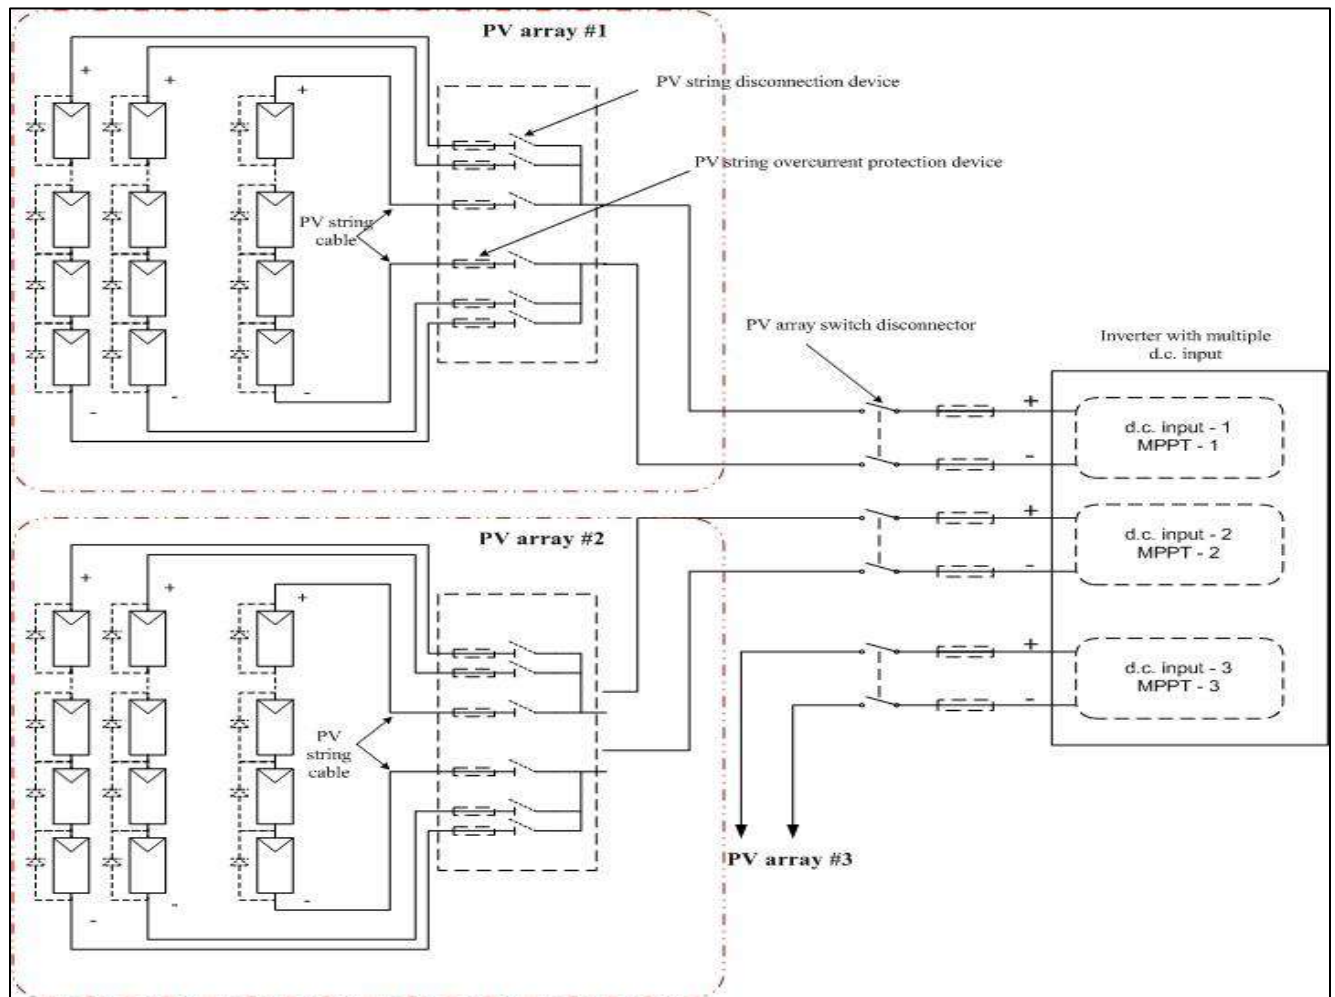 PV array #1
PV string disconnection device
PV string overcurrent protection device
PV string
cable
PV array switch disconnector
Inverter with multiple
d.c. input
+
+
+
-
-
-
+
-
d.c. input - 1
MPPT - 1
PV array #2
+
-
d.c. input - 2
MPPT - 2
+
+
+
PV
string
cable
-
-
-
+
-
d.c. input - 3
MPPT - 3
PV array #3